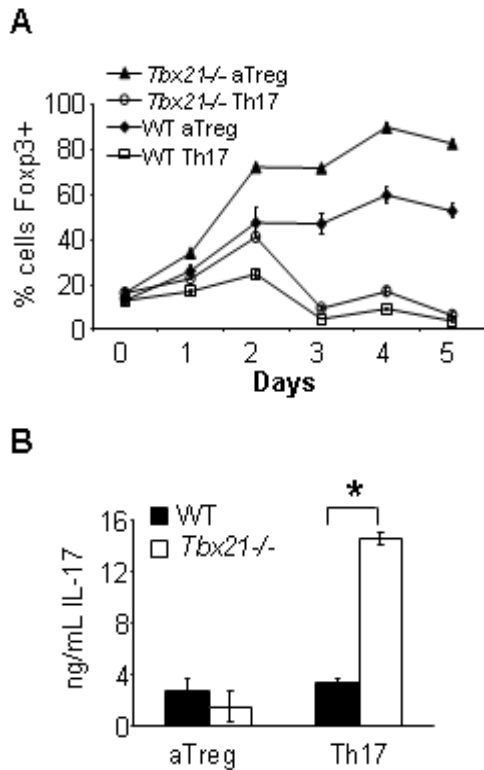 A
Tbx21-/- aTreg
Tbx21-/- Th17
WT aTreg
WT Th17
% cells Foxp3+
100
80
60
40
20
0
0 1 2 3 4 5
Days
B
WT
Tbx21-/-
*
ng/mL IL-17
16
12
8
4
0
aTreg Th17